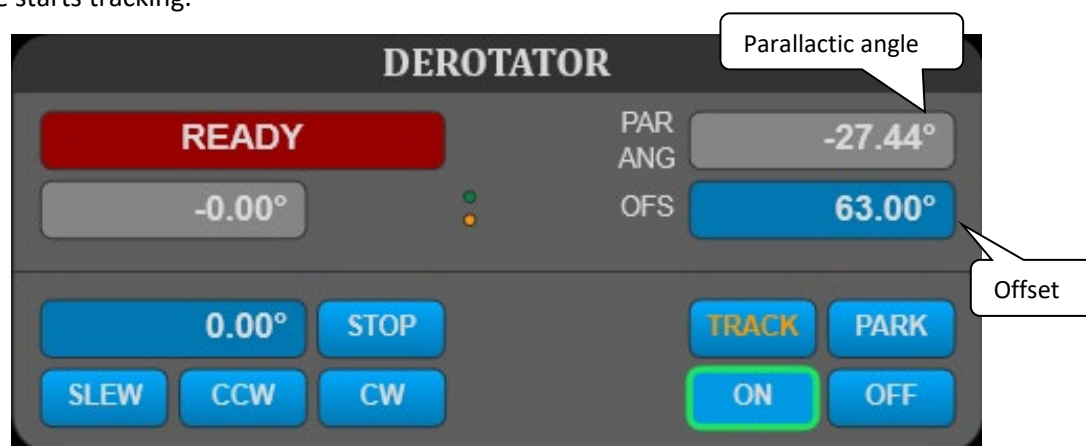 starts tracking.
DEROTATOR
Parallactic angle
READY
PAR
ANG
-27.44°
-0.00°
OFS
63.00°
Offset
0.00°
STOP
TRACK
PARK
SLEW
CCW
CW
ON
OFF